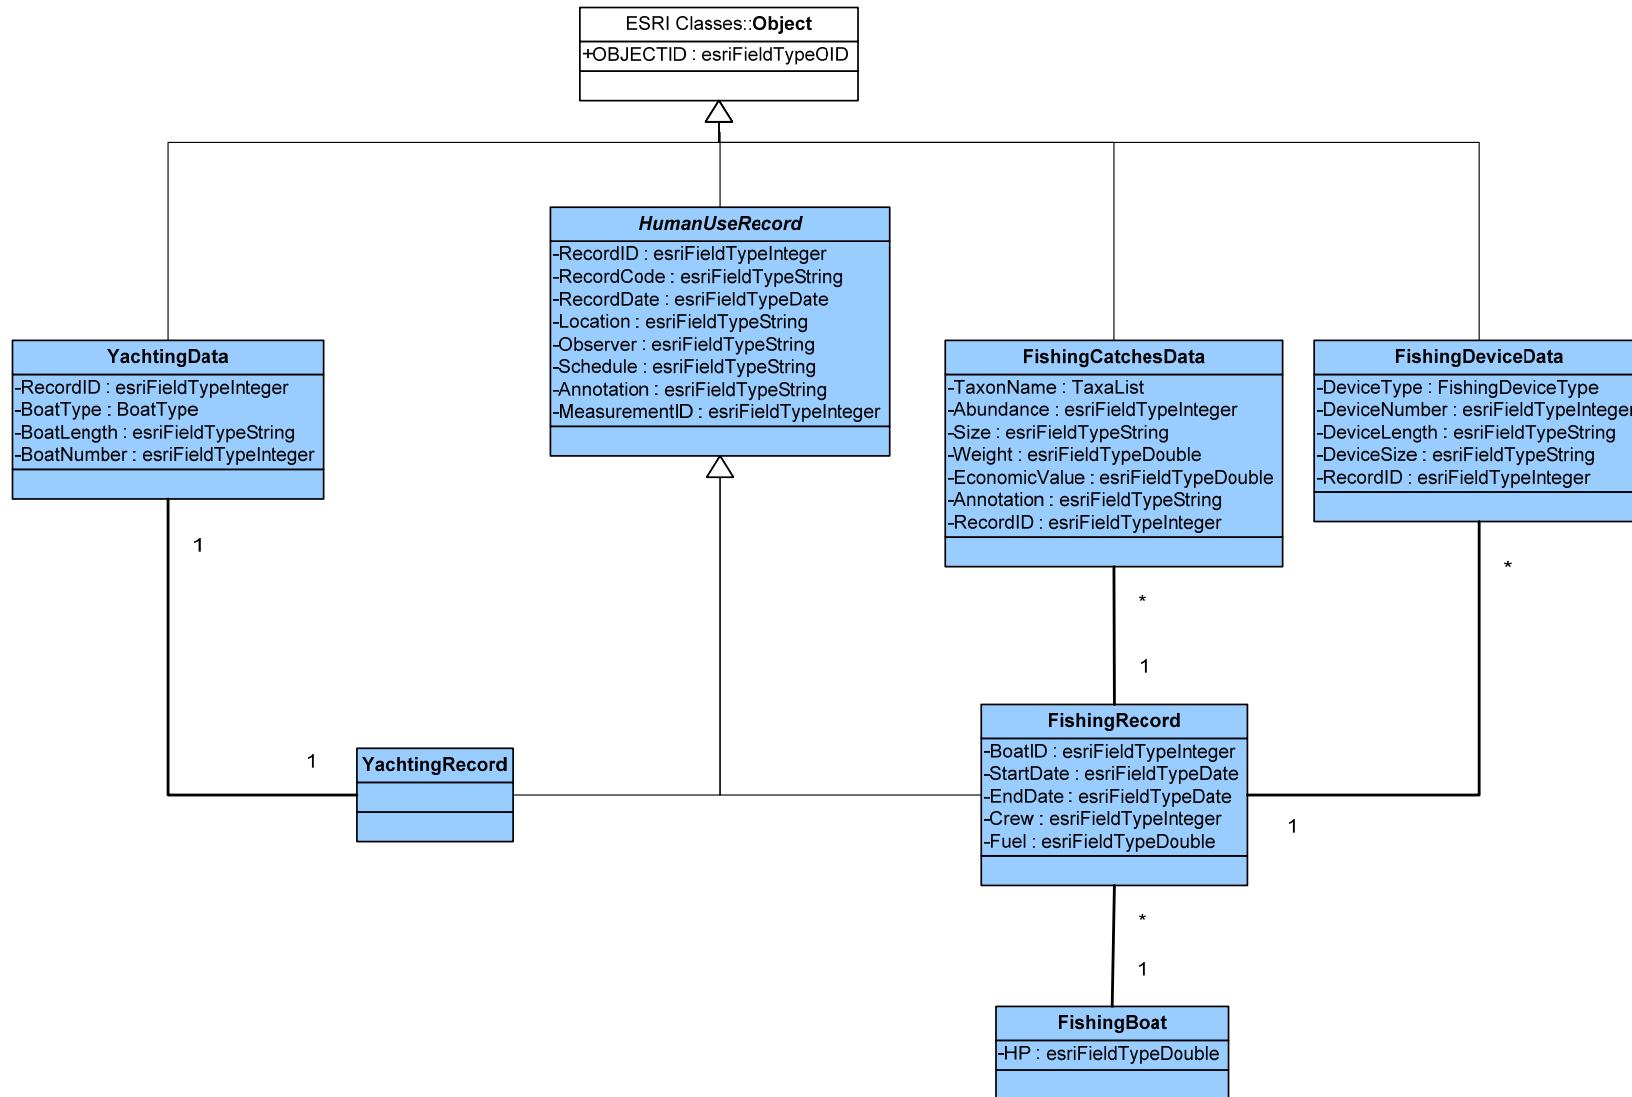 ESRI Classes::Object
+OBJECTID : esriFieldTypeOID
HumanUseRecord
-RecordID : esriFieldTypeInteger
-RecordCode : esriFieldTypeString
-RecordDate : esriFieldTypeDate
-Location : esriFieldTypeString
-Observer : esriFieldTypeString
-Schedule : esriFieldTypeString
-Annotation : esriFieldTypeString
-MeasurementID : esriFieldTypeInteger
YachtingData
-RecordID : esriFieldTypeInteger
-BoatType : BoatType
-BoatLength : esriFieldTypeString
-BoatNumber : esriFieldTypeInteger
FishingCatchesData
-TaxonName : TaxaList
-Abundance : esriFieldTypeInteger
-Size : esriFieldTypeString
-Weight : esriFieldTypeDouble
-EconomicValue : esriFieldTypeDouble
-Annotation : esriFieldTypeString
-RecordID : esriFieldTypeInteger
FishingDeviceData
-DeviceType : FishingDeviceType
-DeviceNumber : esriFieldTypeInteger
-DeviceLength : esriFieldTypeString
-DeviceSize : esriFieldTypeString
-RecordID : esriFieldTypeInteger
1
*
*
1
1
YachtingRecord
FishingRecord
-BoatID : esriFieldTypeInteger
-StartDate : esriFieldTypeDate
-EndDate : esriFieldTypeDate
-Crew : esriFieldTypeInteger
-Fuel : esriFieldTypeDouble
1
*
1
FishingBoat
-HP : esriFieldTypeDouble